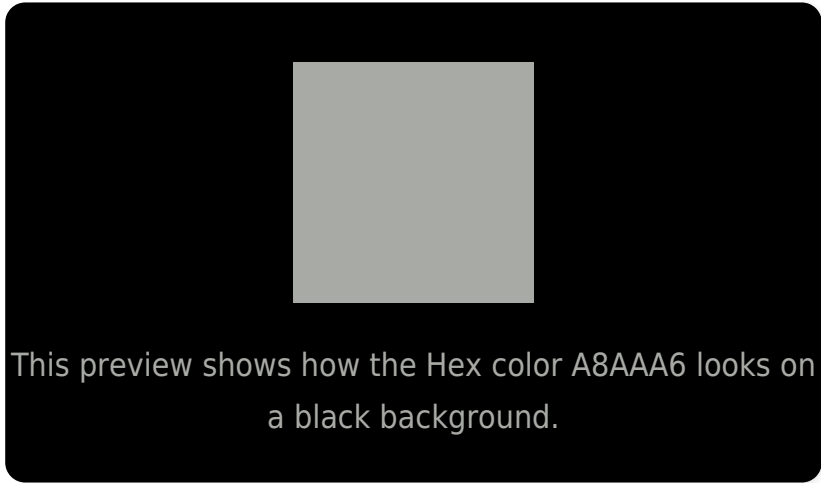 This preview shows how the Hex color A8AAA6 looks on
a black background.